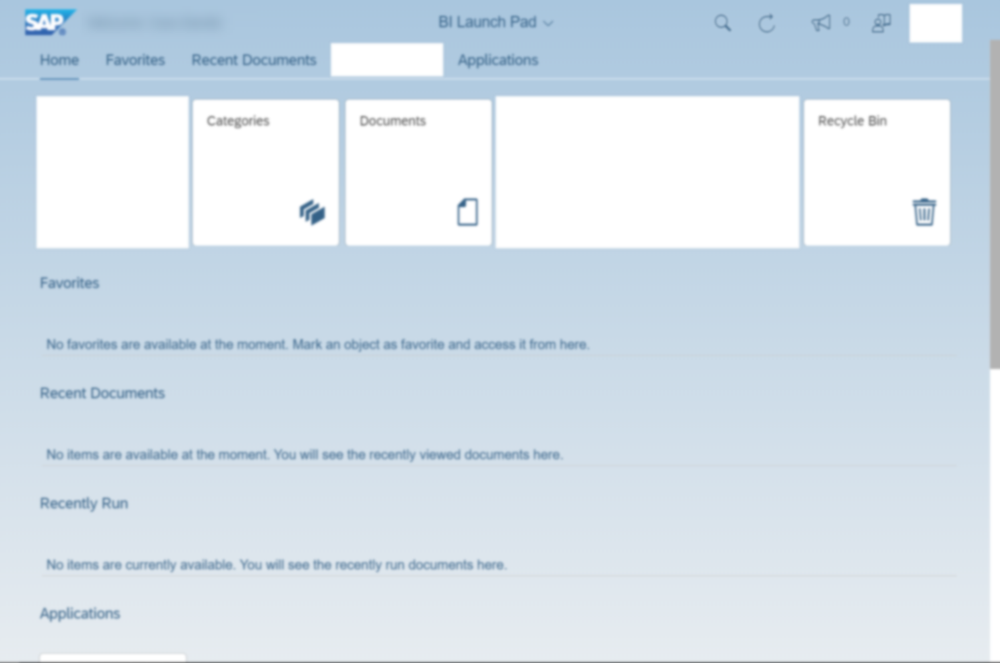 SAP
BI Launch Pad
0
Home Favorites Recent Documents Applications
Categories
Documents
Recycle Bin
Favorites
No favorites are available at the moment. Mark an object as favorite and access it from here.
Recent Documents
No items are available at the moment. You will see the recently viewed documents here.
Recently Run
No items are currently available. You will see the recently run documents here.
Applications